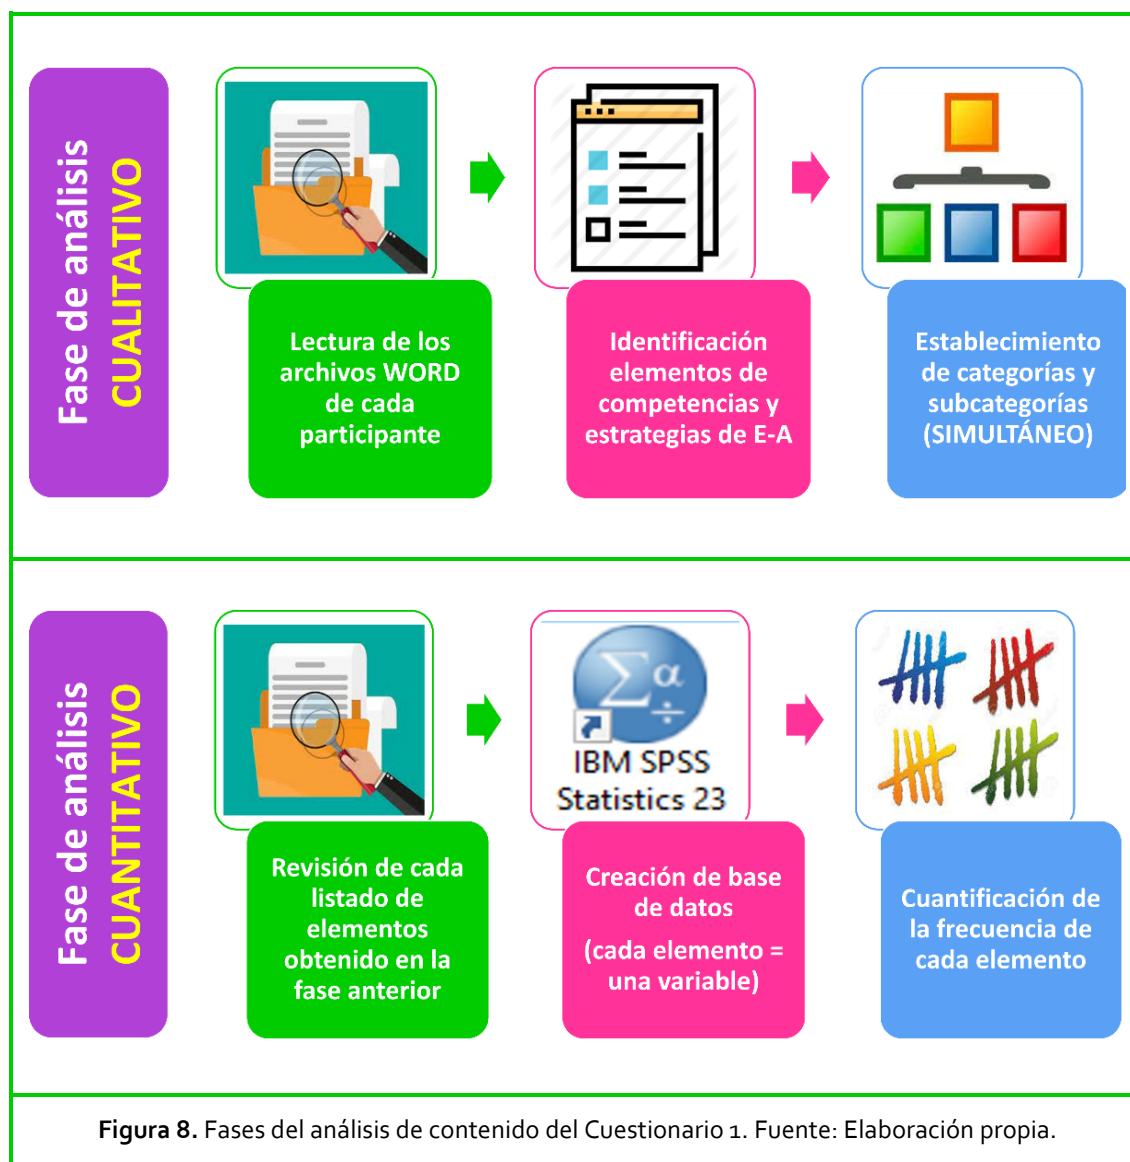 Fase de análisis
CUALITATIVO
Lectura de los
archivos WORD
de cada
participante
Identificación
elementos de
competencias y
estrategias de E-A
Establecimiento
de categorías y
subcategorías
(SIMULTÁNEO)
Fase de análisis
CUANTITATIVO
Revisión de cada
listado de
elementos
obtenido en la
fase anterior
Σ α ÷
IBM SPSS
Statistics 23
Creación de base
de datos
(cada elemento =
una variable)
Cuantificación de
la frecuencia de
cada elemento
Figura 8. Fases del análisis de contenido del Cuestionario 1. Fuente: Elaboración propia.